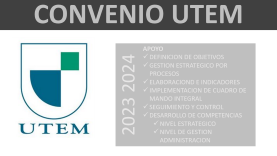 CONVENIO UTEM
UTEM
2023 2024
APOYO
✓ DEFINICION DE OBJETIVOS
✓ GESTION ESTRATEGICO POR
PROCESOS
✓ ELABORACIONO E INDICADORES
✓ IMPLEMENTACION DE CUADRO DE
MANDO INTEGRAL
✓ SEGUIMIENTO Y CONTROL
✓ DESARROLLO DE COMPETENCIAS
✓ NIVEL ESTRATEGICO
✓ NIVEL DE GESTION
ADMINISTRACION